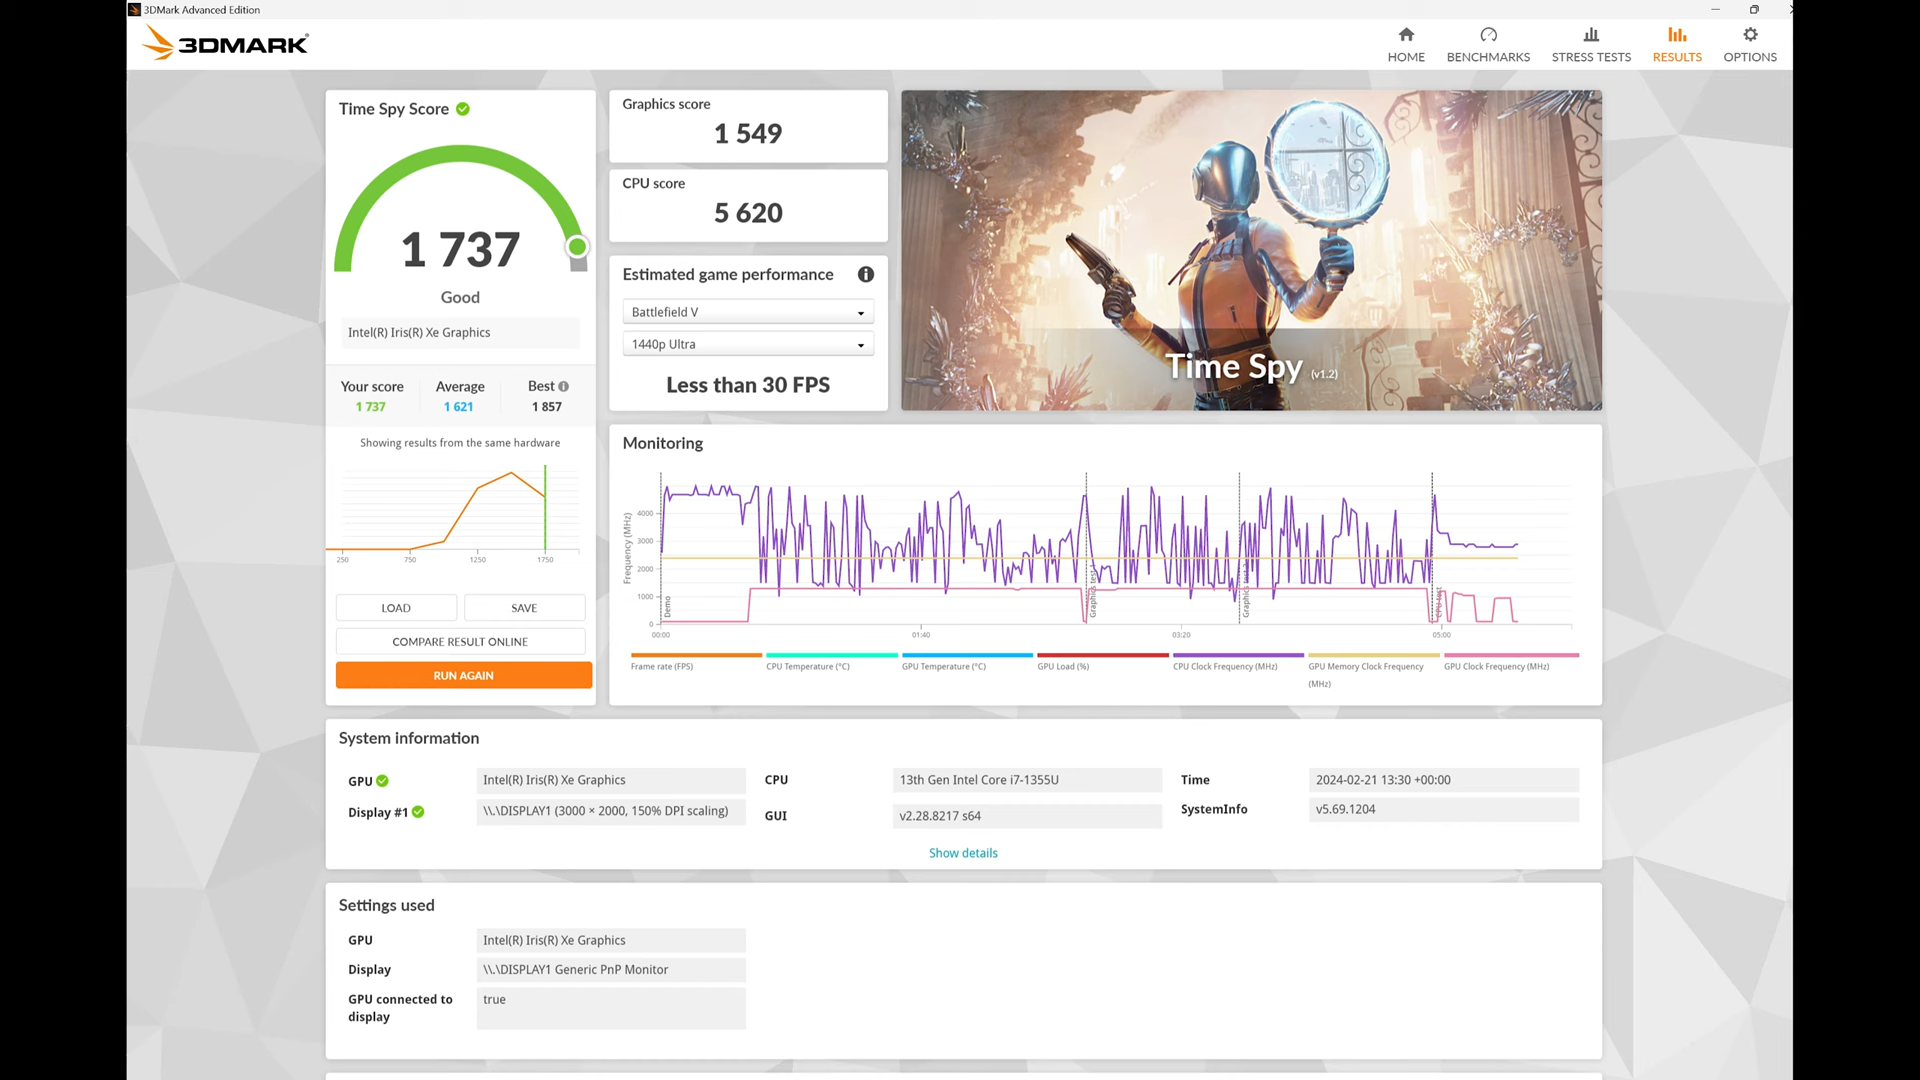 3DMark Advanced Edition
3DMARK
HOME
BENCHMARKS
STRESS TESTS
RESULTS
OPTIONS
Time Spy Score
1 737
Good
Intel(R) Iris(R) Xe Graphics
Your score
Average
Best
1 737
1 621
1 857
Showing results from the same hardware
250
750
1250
1750
LOAD
SAVE
COMPARE RESULT ONLINE
RUN AGAIN
Graphics score
1 549
CPU score
5 620
Estimated game performance
Battlefield V
1440p Ultra
Less than 30 FPS
Time Spy (v1.2)
Monitoring
Frequency (MHz)
4000
3000
2000
1000
0
Demo
00:00
01:40
03:20
05:00
Frame rate (FPS)
CPU Temperature (°C)
GPU Temperature (°C)
GPU Load (%)
CPU Clock Frequency (MHz)
GPU Memory Clock Frequency
(MHz)
GPU Clock Frequency (MHz)
System information
GPU
Intel(R) Iris(R) Xe Graphics
CPU
13th Gen Intel Core i7-1355U
Time
2024-02-21 13:30 +00:00
Display #1
\\.\DISPLAY1 (3000 × 2000, 150% DPI scaling)
GUI
v2.28.8217 s64
SystemInfo
v5.69.1204
Show details
Settings used
GPU
Intel(R) Iris(R) Xe Graphics
Display
\\.\DISPLAY1 Generic PnP Monitor
GPU connected to
display
true